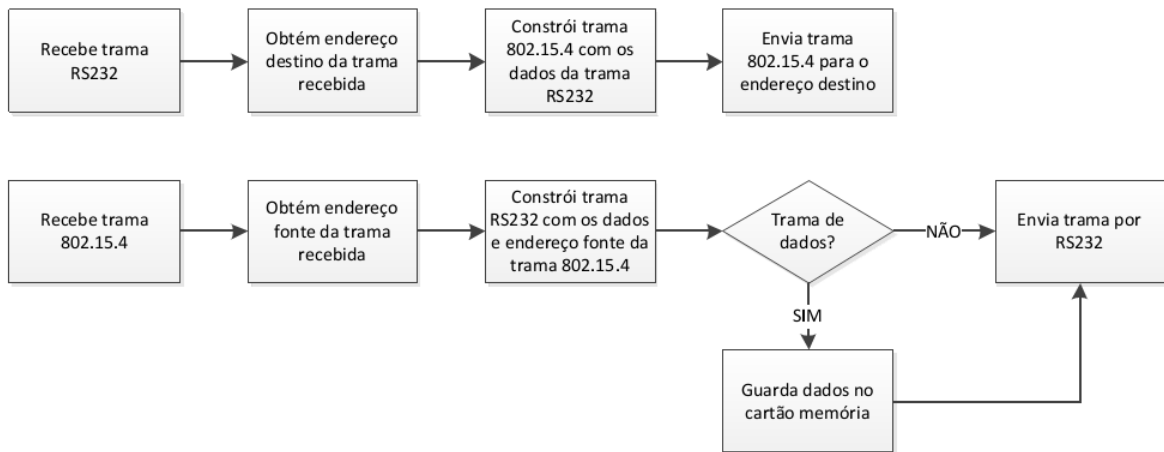 Recebe trama
RS232
Obtém endereço
destino da trama
recebida
Constrói trama
802.15.4 com os
dados da trama
RS232
Envia trama
802.15.4 para o
endereço destino
Recebe trama
802.15.4
Obtém endereço
fonte da trama
recebida
Constrói trama
RS232 com os dados
e endereço fonte da
trama 802.15.4
Trama de
dados?
NÃO
Envia trama por
RS232
SIM
Guarda dados no
cartão memória